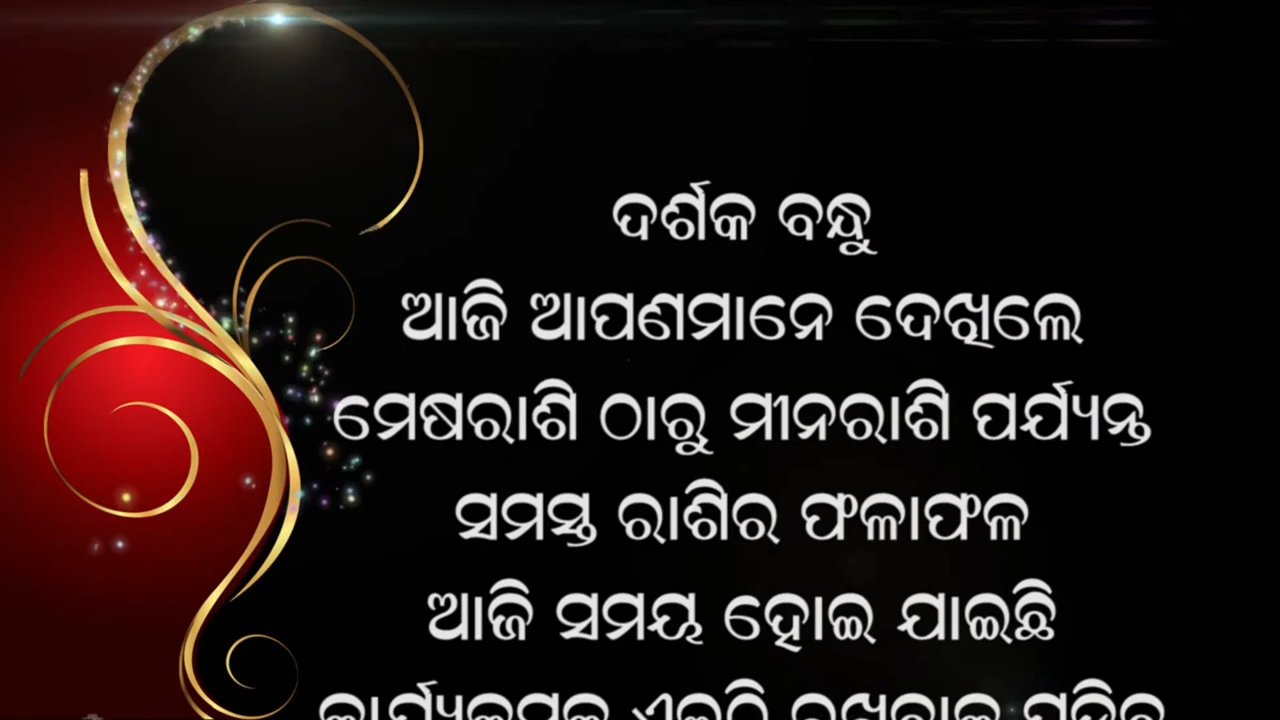 ଦର୍ଶକ ବନ୍ଧୁ
ଆଜି ଆପଣମାନେ ଦେଖିଲେ
ମେଷରାଶି ଠାରୁ ମୀନରାଶି ପର୍ଯ୍ୟନ୍ତ
ସମସ୍ତ ରାଶିର ଫଳାଫଳ
ଆଜି ସମୟ ହୋଇ ଯାଇଛି